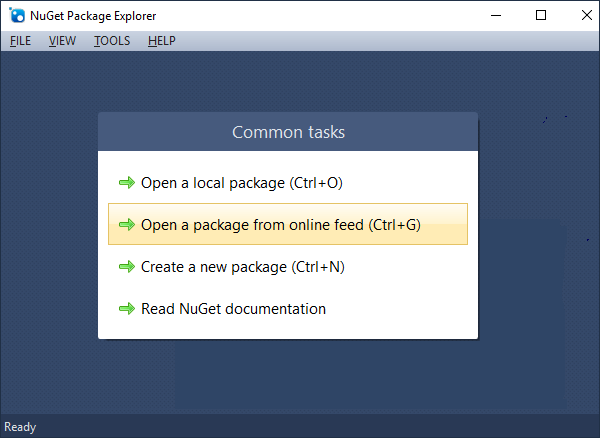 NuGet Package Explorer
FILE VIEW TOOLS HELP
Common tasks
Open a local package (Ctrl+O)
Open a package from online feed (Ctrl+G)
Create a new package (Ctrl+N)
Read NuGet documentation
Ready